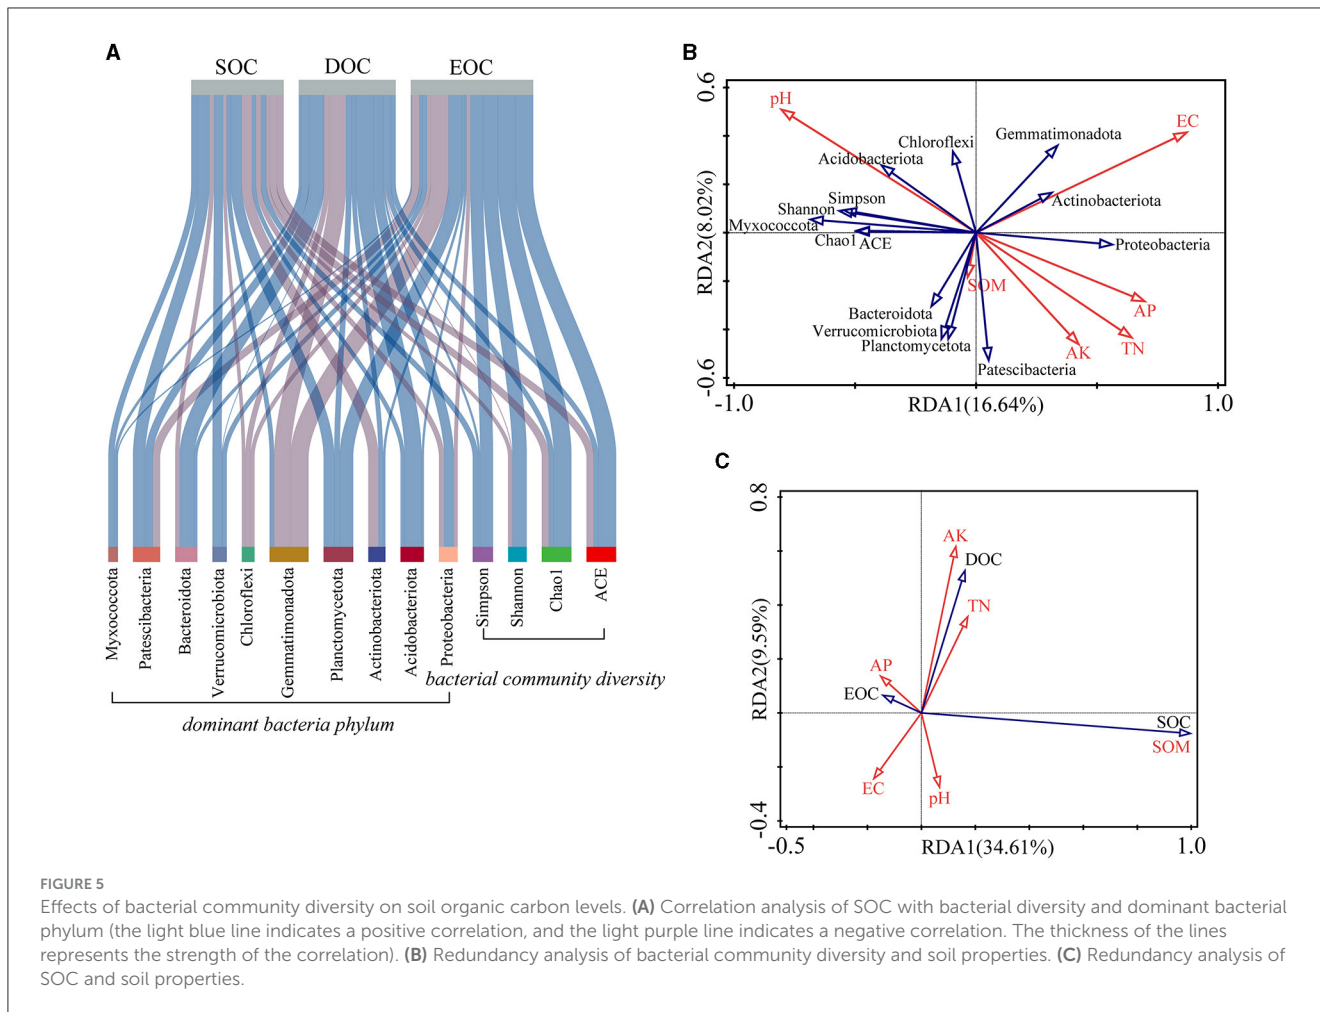 A
SOC DOC EOC
Myxococcota
Patescibacteria
Bacteroidota
Verrucomicrobiota
Chloroflexi
Gemmatimonadota
Planctomycetota
Actinobacteriota
Acidobacteriota
Proteobacteria
Simpson
Shannon
Chao1
ACE
bacterial community diversity
dominant bacteria phylum
B
0.6
pH
EC
Chloroflexi
Gemmatimonadota
Acidobacteriota
Simpson
Actinobacteriota
Shannon
Myxococcota
Chao1 ACE
Proteobacteria
SOM
AP
Bacteroidota
Verrucomicrobiota
Planctomycetota
AK
TN
Patescibacteria
RDA2(8.02%)
-0.6
-1.0
RDA1(16.64%)
1.0
C
0.8
AK
DOC
TN
AP
EOC
SOC
SOM
EC
pH
RDA2(9.59%)
-0.4
-0.5
RDA1(34.61%)
1.0
FIGURE 5
Effects of bacterial community diversity on soil organic carbon levels. (A) Correlation analysis of SOC with bacterial diversity and dominant bacterial
phylum (the light blue line indicates a positive correlation, and the light purple line indicates a negative correlation. The thickness of the lines
represents the strength of the correlation). (B) Redundancy analysis of bacterial community diversity and soil properties. (C) Redundancy analysis of
SOC and soil properties.